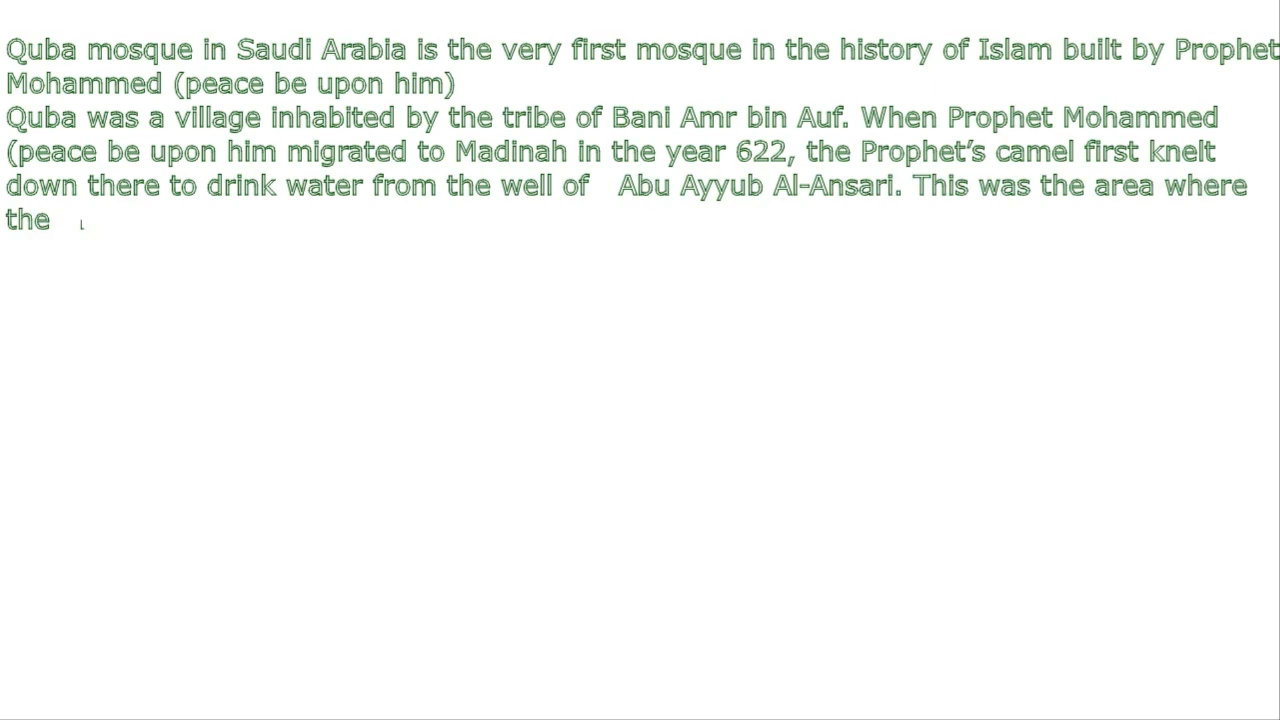 Quba mosque in Saudi Arabia is the very first mosque in the history of Islam built by Prophet
Mohammed (peace be upon him)
Quba was a village inhabited by the tribe of Bani Amr bin Auf. When Prophet Mohammed
(peace be upon him migrated to Madinah in the year 622, the Prophet’s camel first knelt
down there to drink water from the well of Abu Ayyub Al-Ansari. This was the area where
the